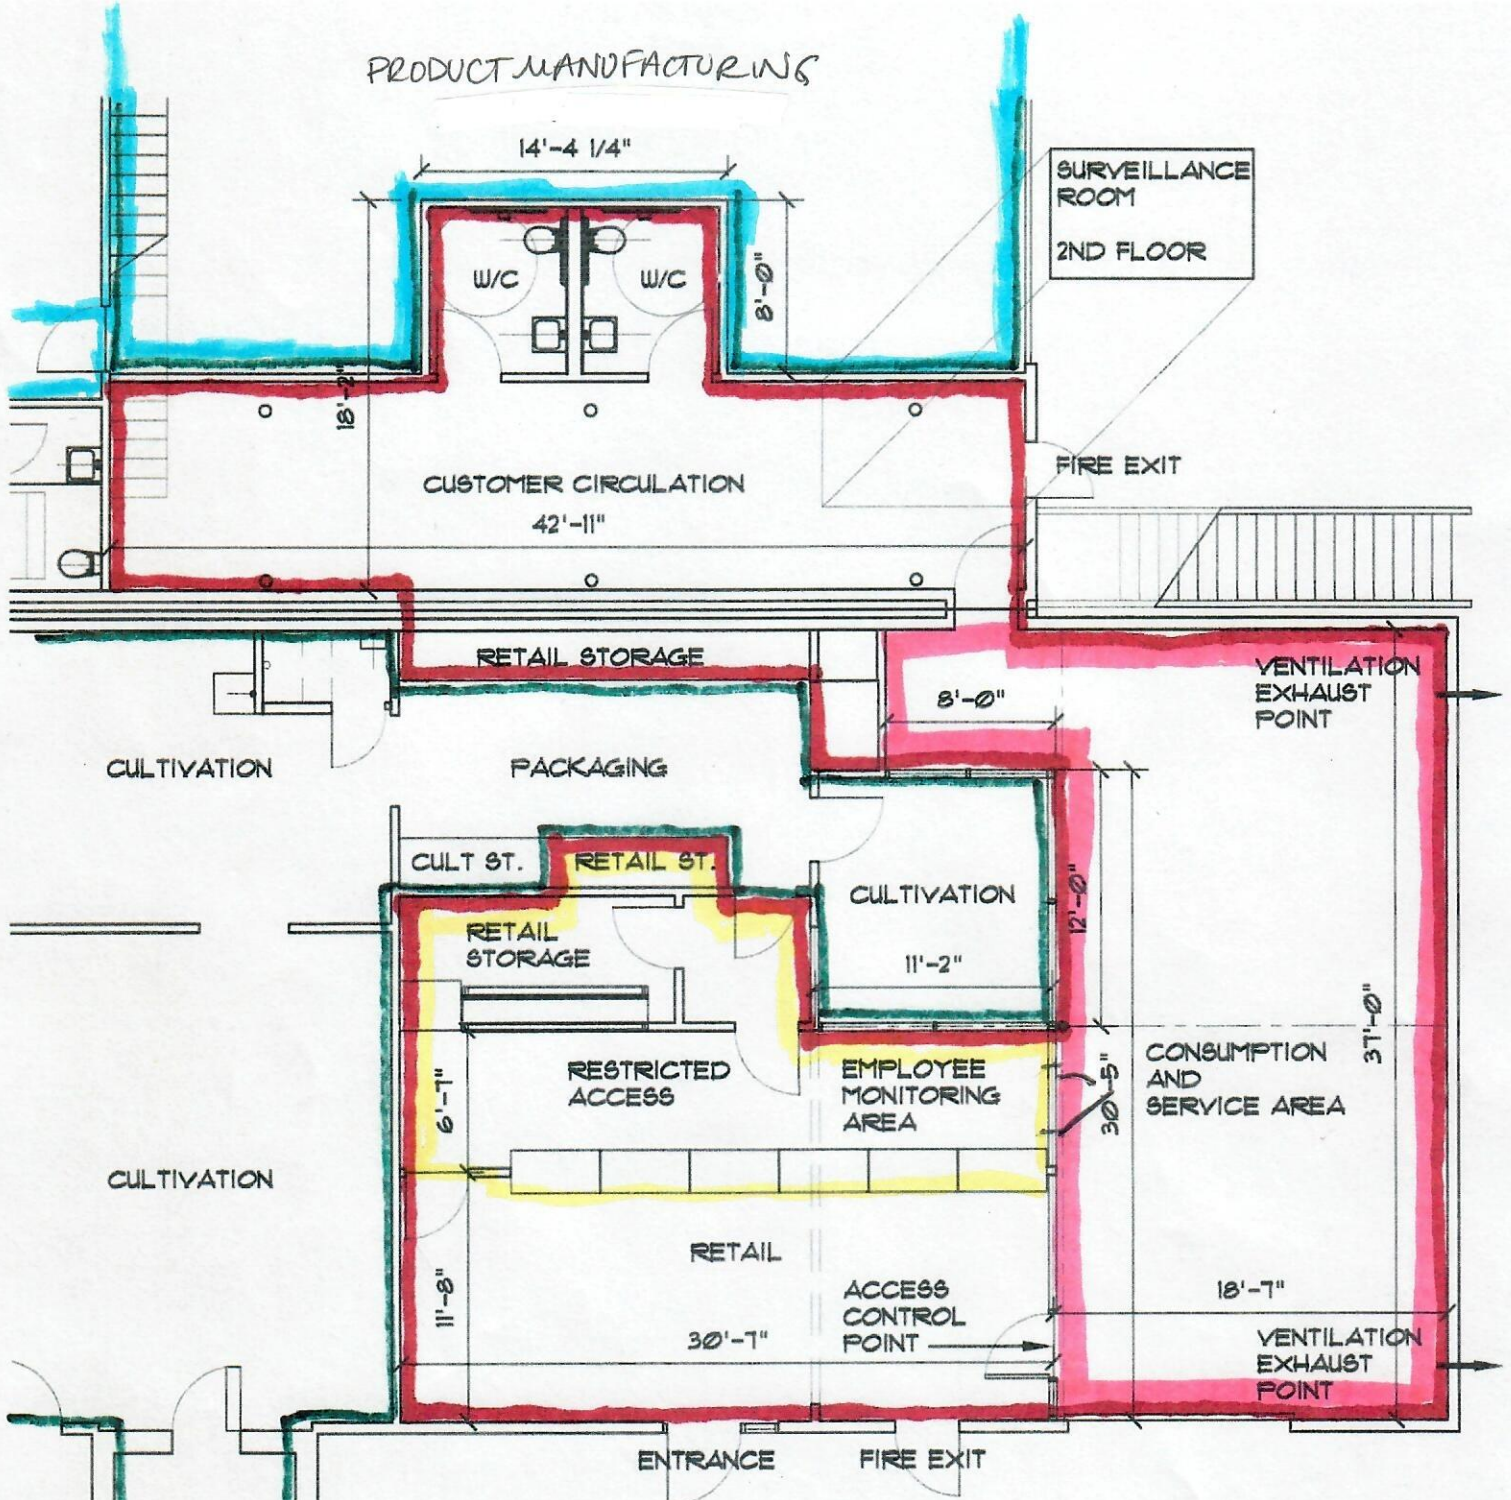 PRODUCT MANUFACTURING
14'-4 1/4"
SURVEILLANCE
ROOM
2ND FLOOR
W/C
W/C
8'-0"
18'-2"
CUSTOMER CIRCULATION
42'-11"
FIRE EXIT
RETAIL STORAGE
VENTILATION
EXHAUST
POINT
8'-0"
CULTIVATION
PACKAGING
CULT ST.
RETAIL ST.
CULTIVATION
12'-0"
11'-2"
RETAIL
STORAGE
37'-0"
RESTRICTED
ACCESS
EMPLOYEE
MONITORING
AREA
CONSUMPTION
AND
SERVICE AREA
6'-7"
30'-5"
CULTIVATION
RETAIL
ACCESS
CONTROL
POINT
11'-8"
30'-7"
18'-7"
VENTILATION
EXHAUST
POINT
ENTRANCE
FIRE EXIT